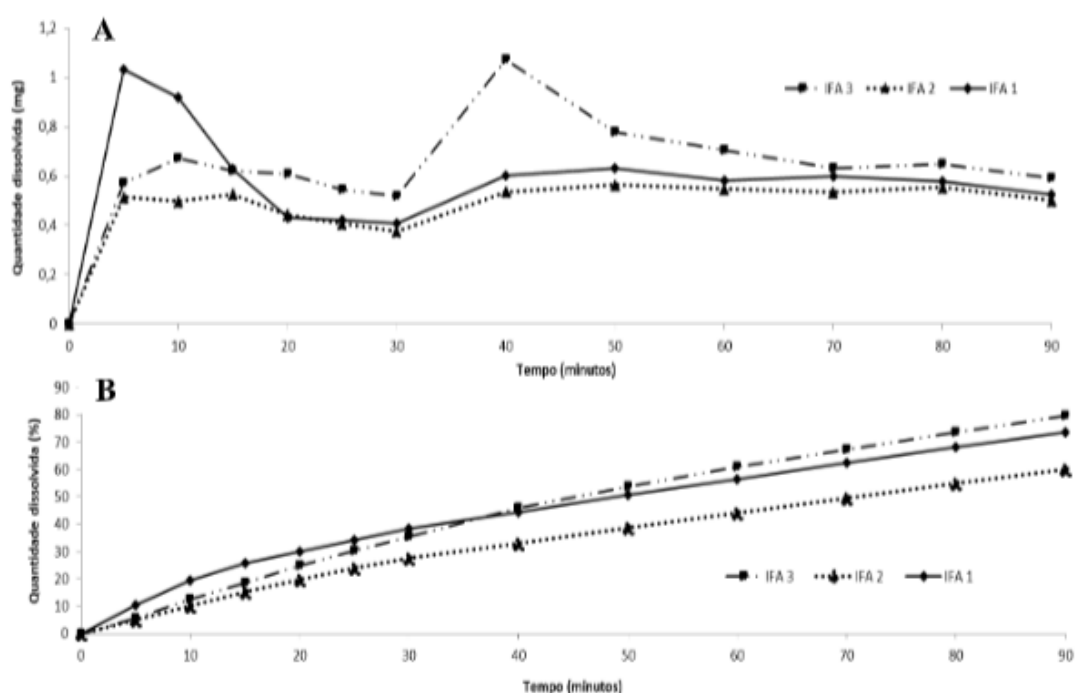 A
Quantidade dissolvida (mg)
1,2
1
0,8
0,6
0,4
0,2
0
IFA 3 IFA 2 IFA 1
0 10 20 30 40 50 60 70 80 90
Tempo (minutos)
B
Quantidade dissolvida (%)
90
80
70
60
50
40
30
20
10
0
IFA 3 IFA 2 IFA 1
0 10 20 30 40 50 60 70 80 90
Tempo (minutos)